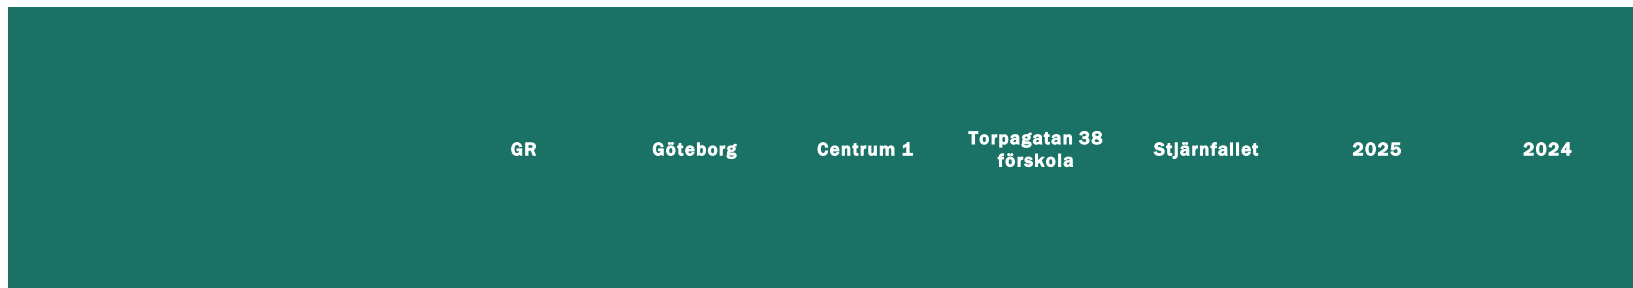 GR
Göteborg
Centrum 1
Torpagatan 38
förskola
Stjärnfallet
2025
2024